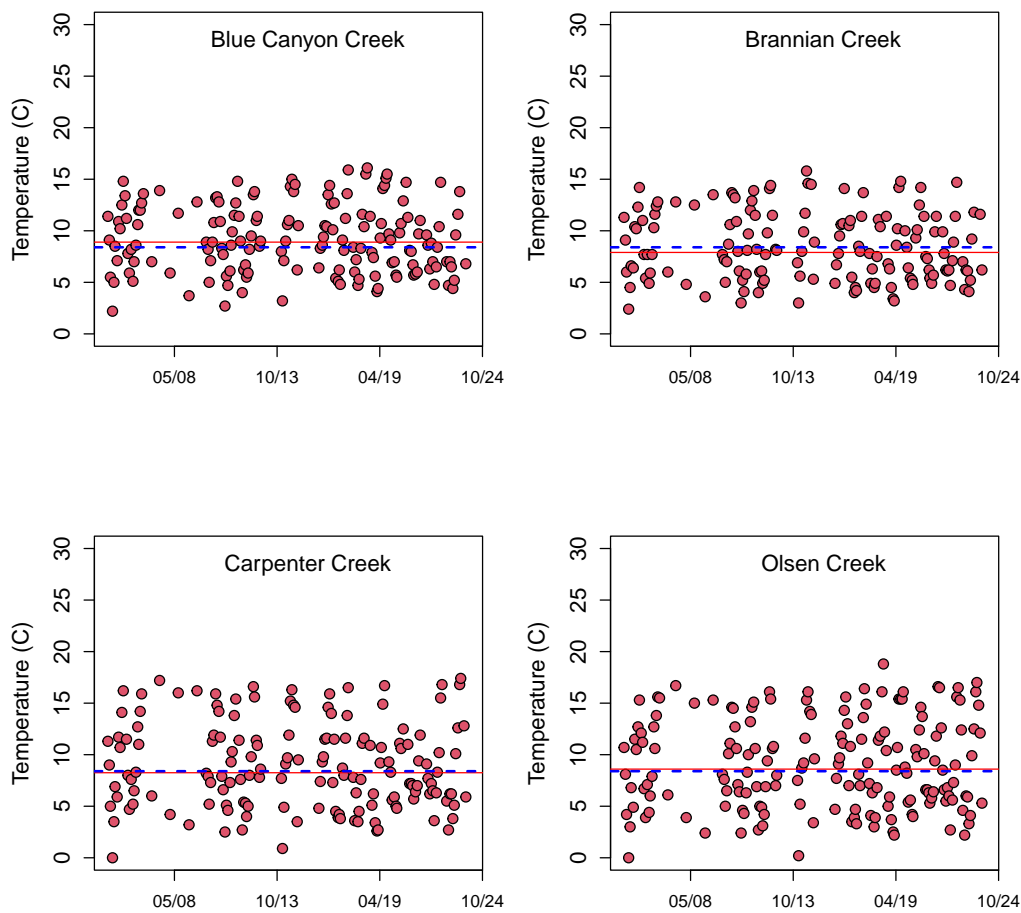 Blue Canyon Creek
Temperature (C)
0 5 10 15 20 25 30
05/08 10/13 04/19 10/24
Brannian Creek
Temperature (C)
0 5 10 15 20 25 30
05/08 10/13 04/19 10/24
Carpenter Creek
Temperature (C)
0 5 10 15 20 25 30
05/08 10/13 04/19 10/24
Olsen Creek
Temperature (C)
0 5 10 15 20 25 30
05/08 10/13 04/19 10/24